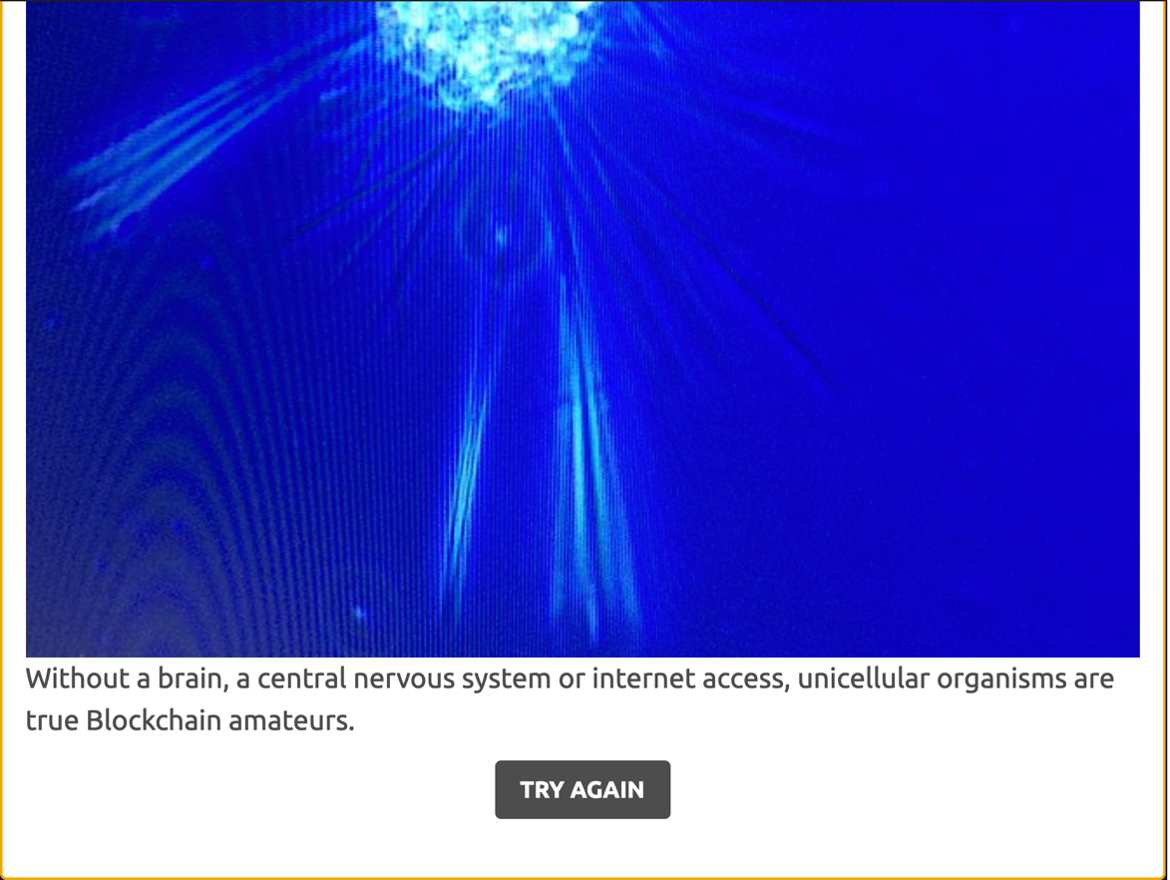 Without a brain, a central nervous system or internet access, unicellular organisms are
true Blockchain amateurs.
TRY AGAIN